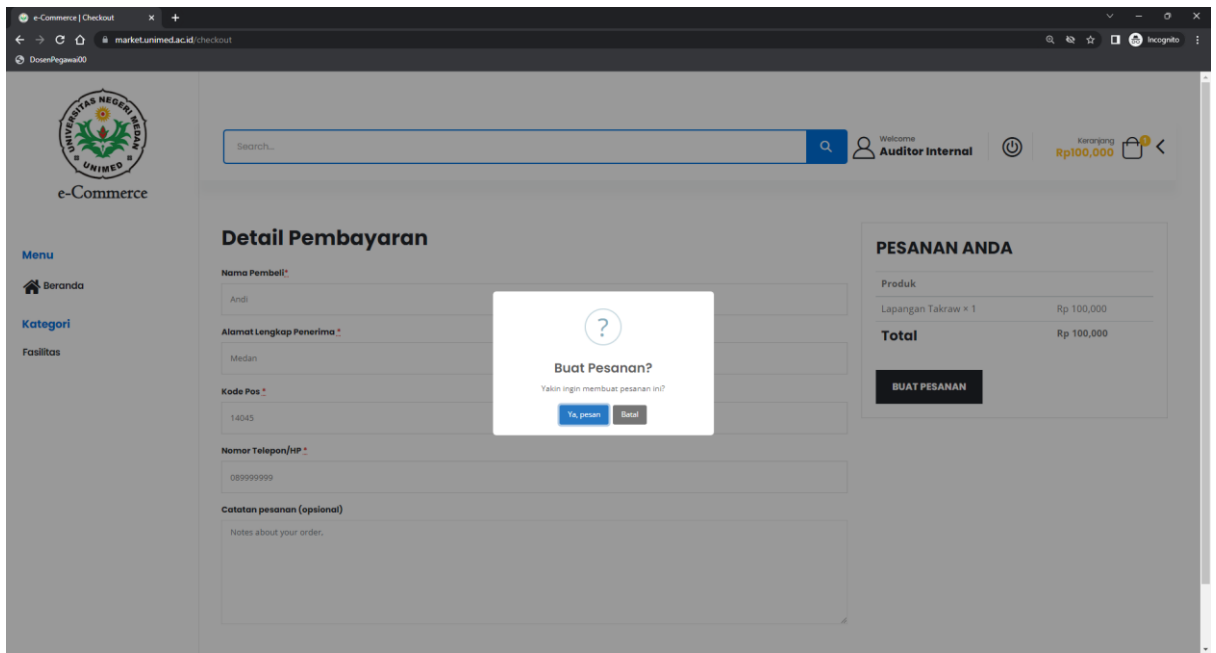 e-Commerce | Checkout
market.unimed.ac.id/checkout
Incognito
DosenPegawai00
UNIVERSITAS NEGERI MEDAN
UNIMED
e-Commerce
Search...
Welcome
Auditor Internal
Keranjang
Rp100,000
1
Menu
Beranda
Kategori
Fasilitas
Detail Pembayaran
Nama Pembeli*
Andi
Alamat Lengkap Penerima *
Medan
Kode Pos *
14045
Nomor Telepon/HP *
089999999
Catatan pesanan (opsional)
Notes about your order,
?
Buat Pesanan?
Yakin ingin membuat pesanan ini?
Ya, pesan
Batal
PESANAN ANDA
Produk
Lapangan Takraw × 1 Rp 100,000
Total Rp 100,000
BUAT PESANAN